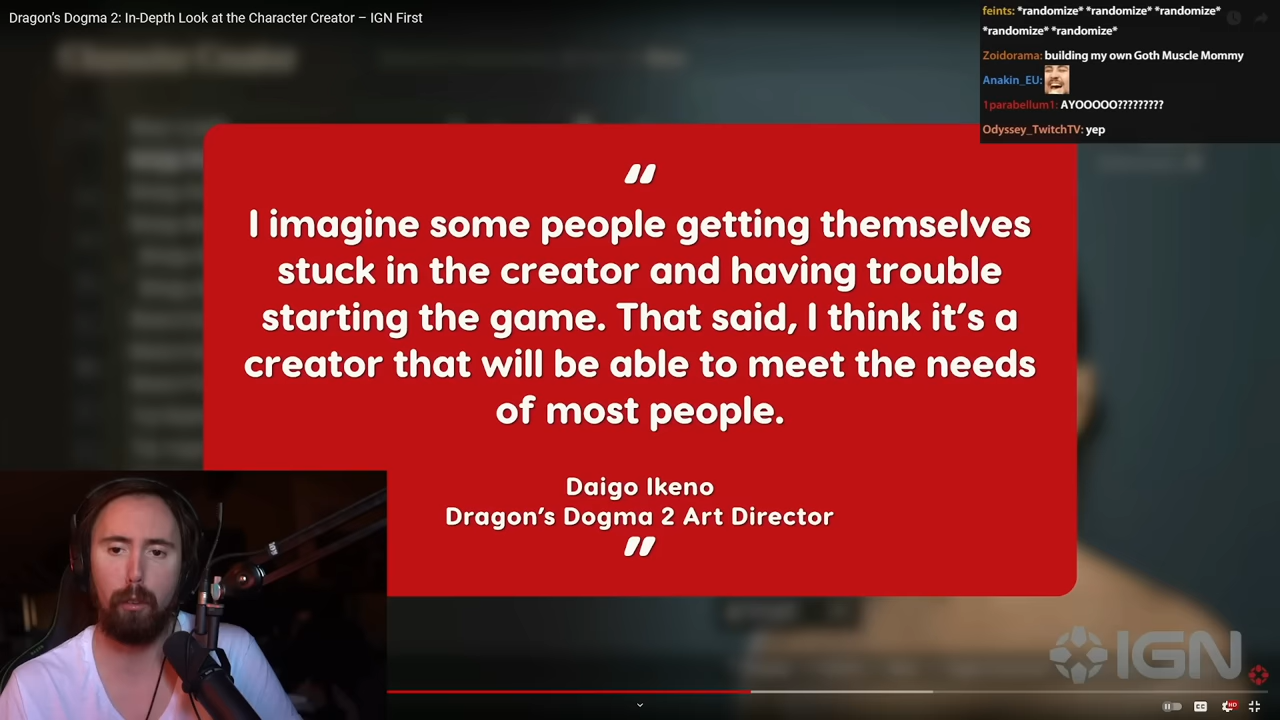 Dragon's Dogma 2: In-Depth Look at the Character Creator – IGN First
feints: *randomize* *randomize* *randomize*
*randomize* *randomize*
Zoidorama: building my own Goth Muscle Mommy
Anakin_EU:
1parabellum1: AYOOOOO?????????
Odyssey_TwitchTV: yep
"
I imagine some people getting themselves
stuck in the creator and having trouble
starting the game. That said, I think it's a
creator that will be able to meet the needs
of most people.
Daigo Ikeno
Dragon's Dogma 2 Art Director
"
IGN
CC
HD